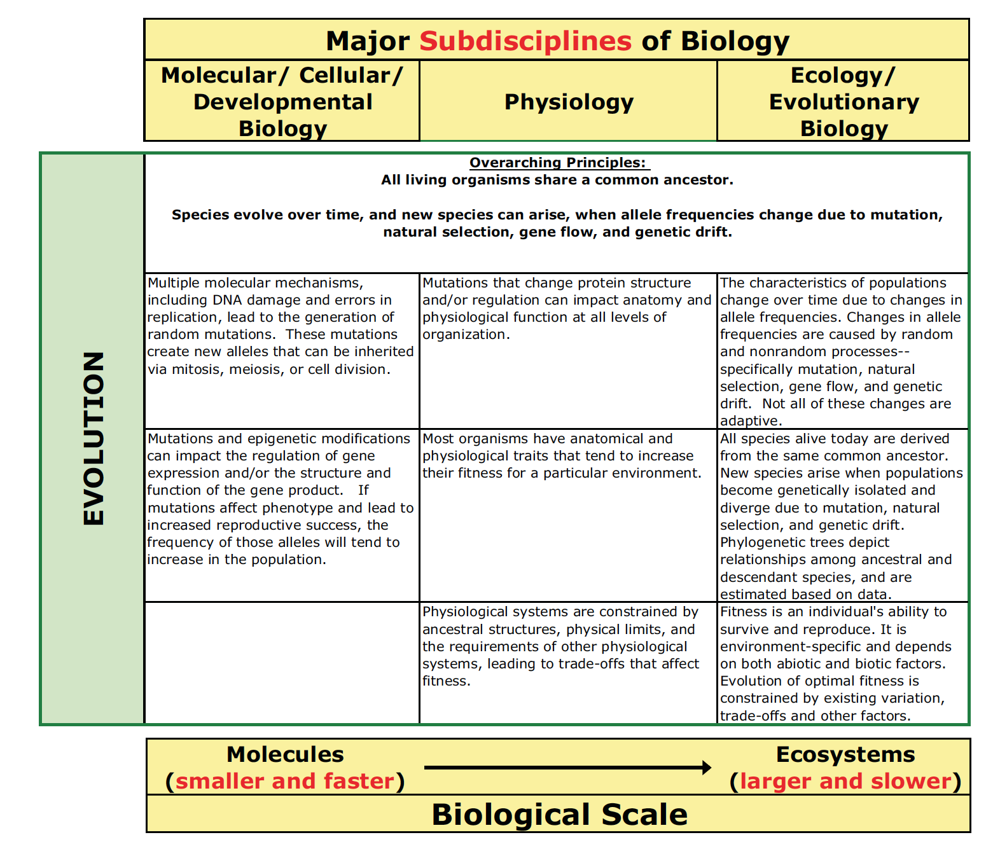 Major Subdisciplines of Biology
Molecular/ Cellular/
Developmental
Biology
Physiology
Ecology/
Evolutionary
Biology
EVOLUTION
Overarching Principles:
All living organisms share a common ancestor.
Species evolve over time, and new species can arise, when allele frequencies change due to mutation,
natural selection, gene flow, and genetic drift.
Multiple molecular mechanisms,
including DNA damage and errors in
replication, lead to the generation of
random mutations.  These mutations
create new alleles that can be inherited
via mitosis, meiosis, or cell division.
Mutations that change protein structure
and/or regulation can impact anatomy and
physiological function at all levels of
organization.
The characteristics of populations
change over time due to changes in
allele frequencies. Changes in allele
frequencies are caused by random
and nonrandom processes--
specifically mutation, natural
selection, gene flow, and genetic
drift.  Not all of these changes are
adaptive.
Mutations and epigenetic modifications
can impact the regulation of gene
expression and/or the structure and
function of the gene product.   If
mutations affect phenotype and lead to
increased reproductive success, the
frequency of those alleles will tend to
increase in the population.
Most organisms have anatomical and
physiological traits that tend to increase
their fitness for a particular environment.
All species alive today are derived
from the same common ancestor.
New species arise when populations
become genetically isolated and
diverge due to mutation, natural
selection, and genetic drift.
Phylogenetic trees depict
relationships among ancestral and
descendant species, and are
estimated based on data.
Physiological systems are constrained by
ancestral structures, physical limits, and
the requirements of other physiological
systems, leading to trade-offs that affect
fitness.
Fitness is an individual's ability to
survive and reproduce. It is
environment-specific and depends
on both abiotic and biotic factors.
Evolution of optimal fitness is
constrained by existing variation,
trade-offs and other factors.
Molecules
(smaller and faster)
Ecosystems
(larger and slower)
Biological Scale